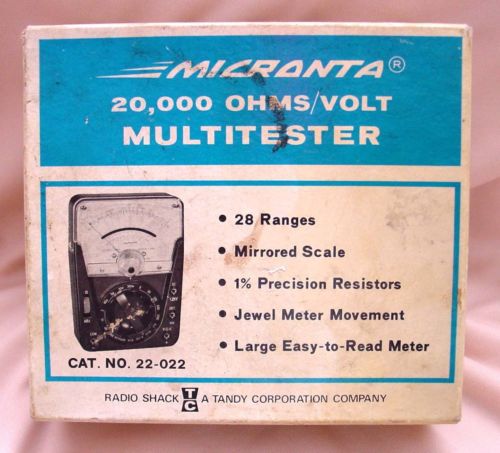 MICRONTA®
20,000 OHMS/VOLT
MULTITESTER
• 28 Ranges
• Mirrored Scale
• 1% Precision Resistors
• Jewel Meter Movement
• Large Easy-to-Read Meter
CAT. NO. 22-022
RADIO SHACK TC A TANDY CORPORATION COMPANY